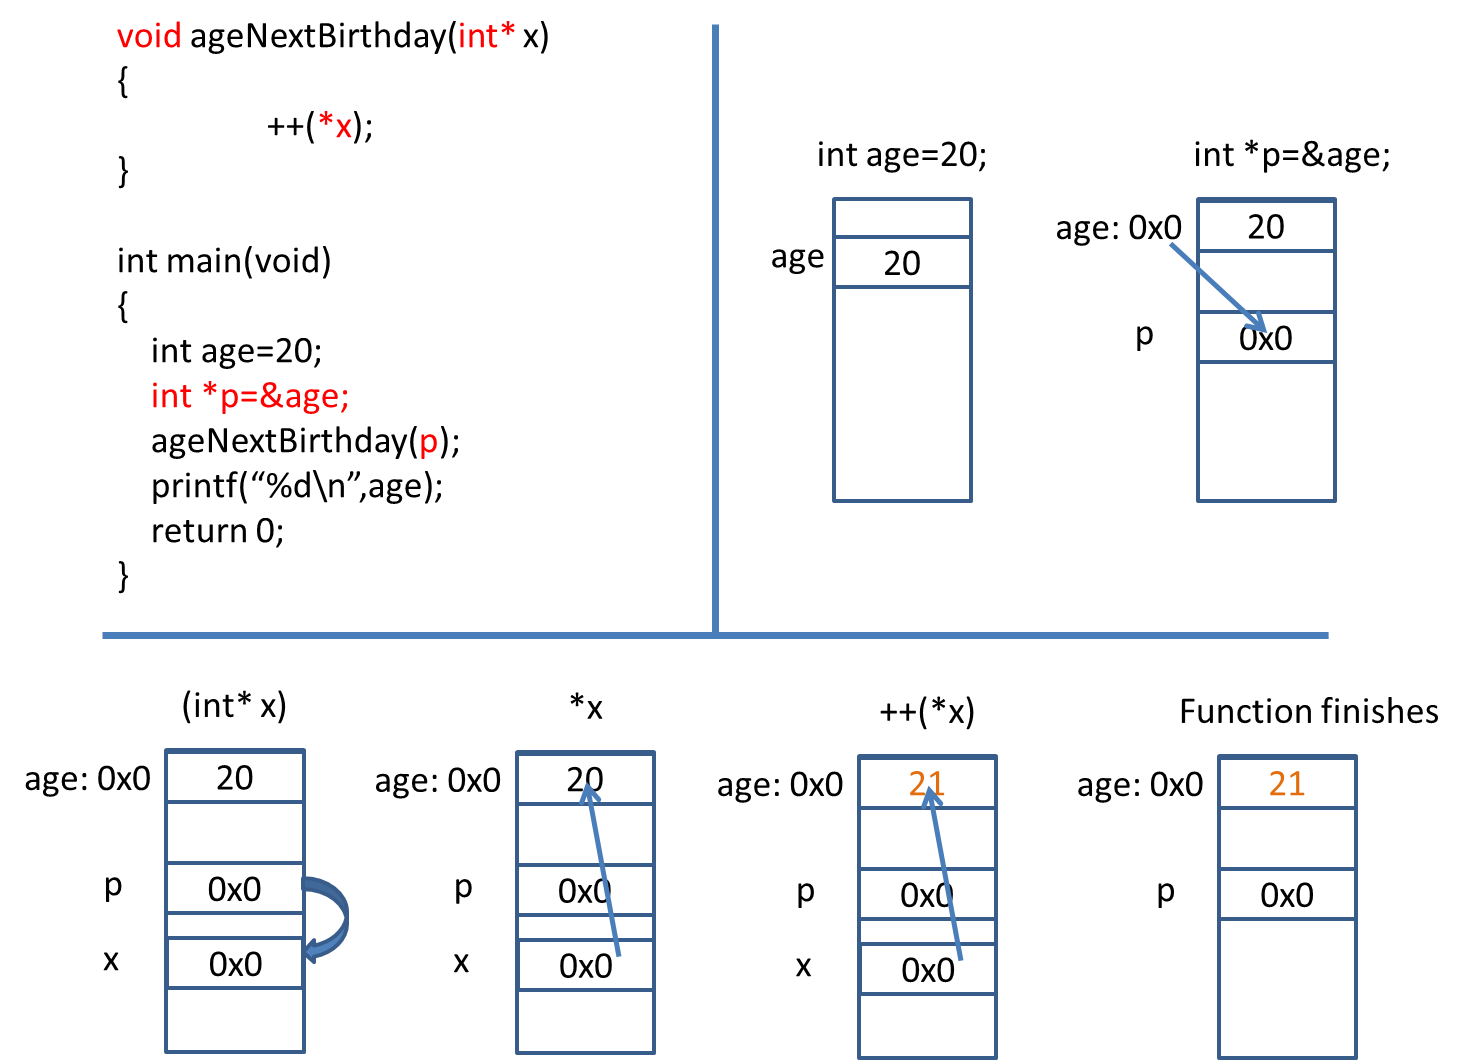 void ageNextBirthday(int* x)
{
++(*x);
}
int main(void)
{
int age=20;
int *p=&age;
ageNextBirthday(p);
printf(“%d\n”,age);
return 0;
}
int age=20;
age
20
int *p=&age;
age: 0x0
20
p
0x0
(int* x)
age: 0x0
20
p
0x0
x
0x0
*x
age: 0x0
20
p
0x0
x
0x0
++(*x)
age: 0x0
21
p
0x0
x
0x0
Function finishes
age: 0x0
21
p
0x0